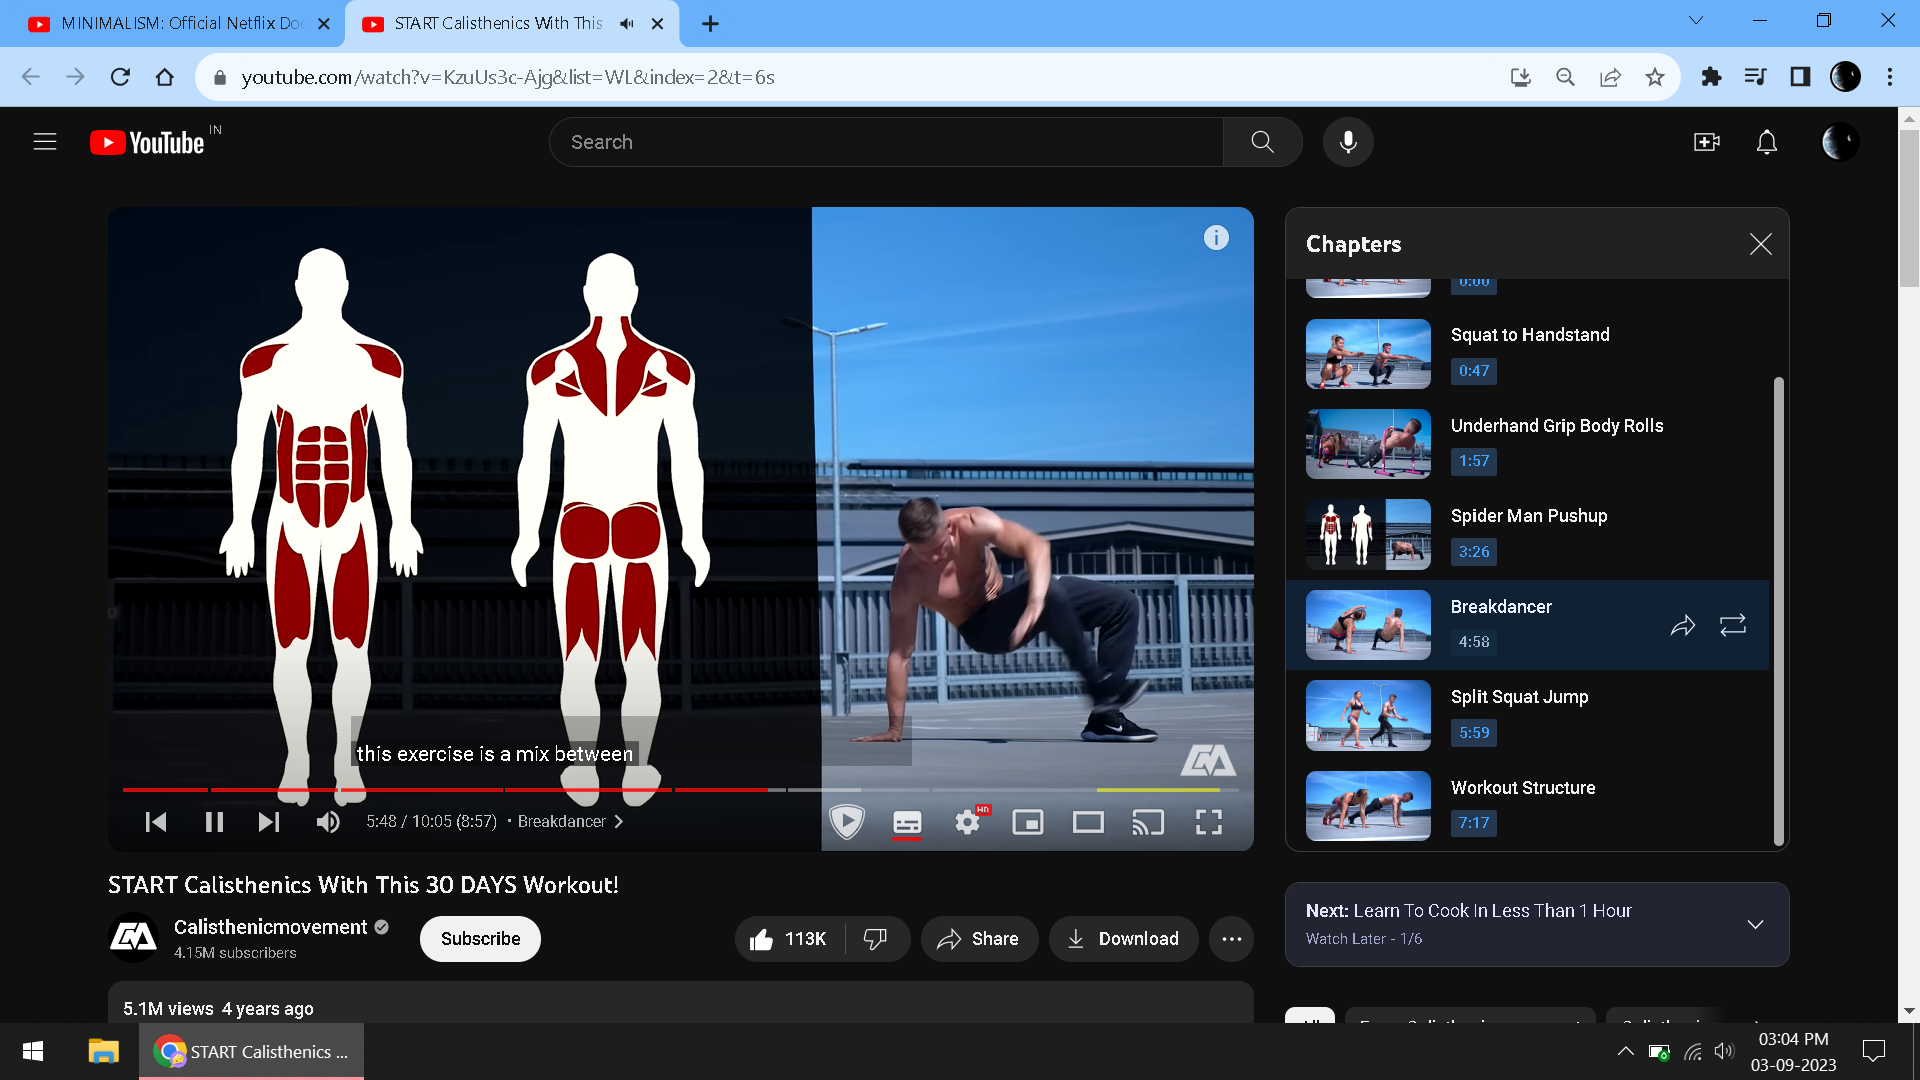 MINIMALISM: Official Netflix Doc
START Calisthenics With This
youtube.com/watch?v=KzuUs3c-Ajg&list=WL&index=2&t=6s
YouTube IN
Search
Chapters
0:00
Squat to Handstand
0:47
Underhand Grip Body Rolls
1:57
Spider Man Pushup
3:26
Breakdancer
4:58
Split Squat Jump
5:59
Workout Structure
7:17
this exercise is a mix between
5:48 / 10:05 (8:57) • Breakdancer
HD
START Calisthenics With This 30 DAYS Workout!
Calisthenicmovement
4.15M subscribers
Subscribe
113K
Share
Download
Next: Learn To Cook In Less Than 1 Hour
Watch Later - 1/6
5.1M views 4 years ago
START Calisthenics ...
03:04 PM
03-09-2023